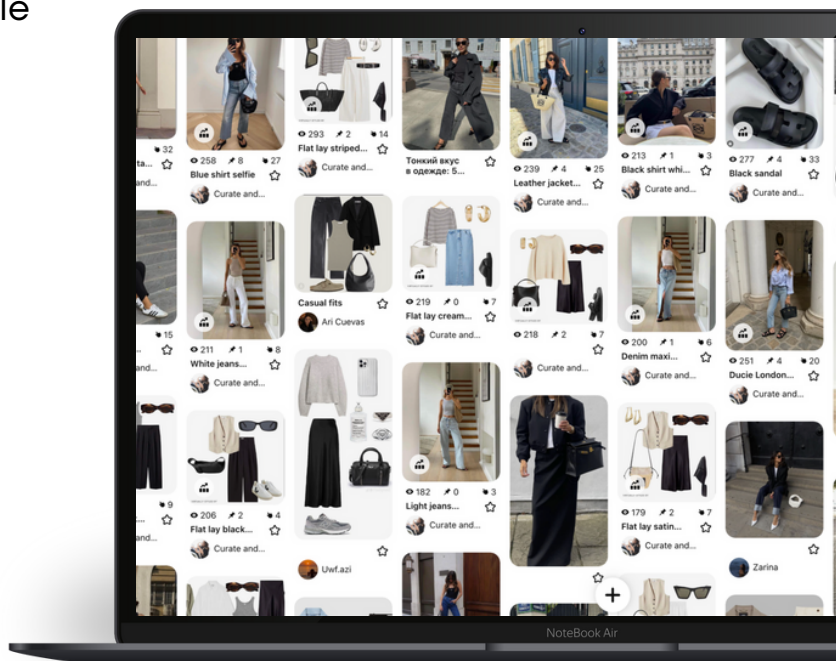 le
32
ta...
and...
15
...
and...
9
...
and...
258 8 27
Blue shirt selfie
Curate and...
211 1 8
White jeans...
Curate and...
206 2 4
Flat lay black...
Curate and...
293 2 14
Flat lay striped...
Curate and...
Casual fits
Ari Cuevas
Uwf.azi
Тонкий вкус
в одежде: 5...
219 0 7
Flat lay cream...
Curate and...
182 0 3
Light jeans...
Curate and...
239 4 25
Leather jacket...
Curate and...
218 2 7
Curate and...
213 1 3
Black shirt whi...
Curate and...
200 1 6
Denim maxi...
Curate and...
179 2 7
Flat lay satin...
Curate and...
277 4 33
Black sandal
Curate and...
251 4 20
Ducie London...
Curate and...
Zarina
+
NoteBook Air